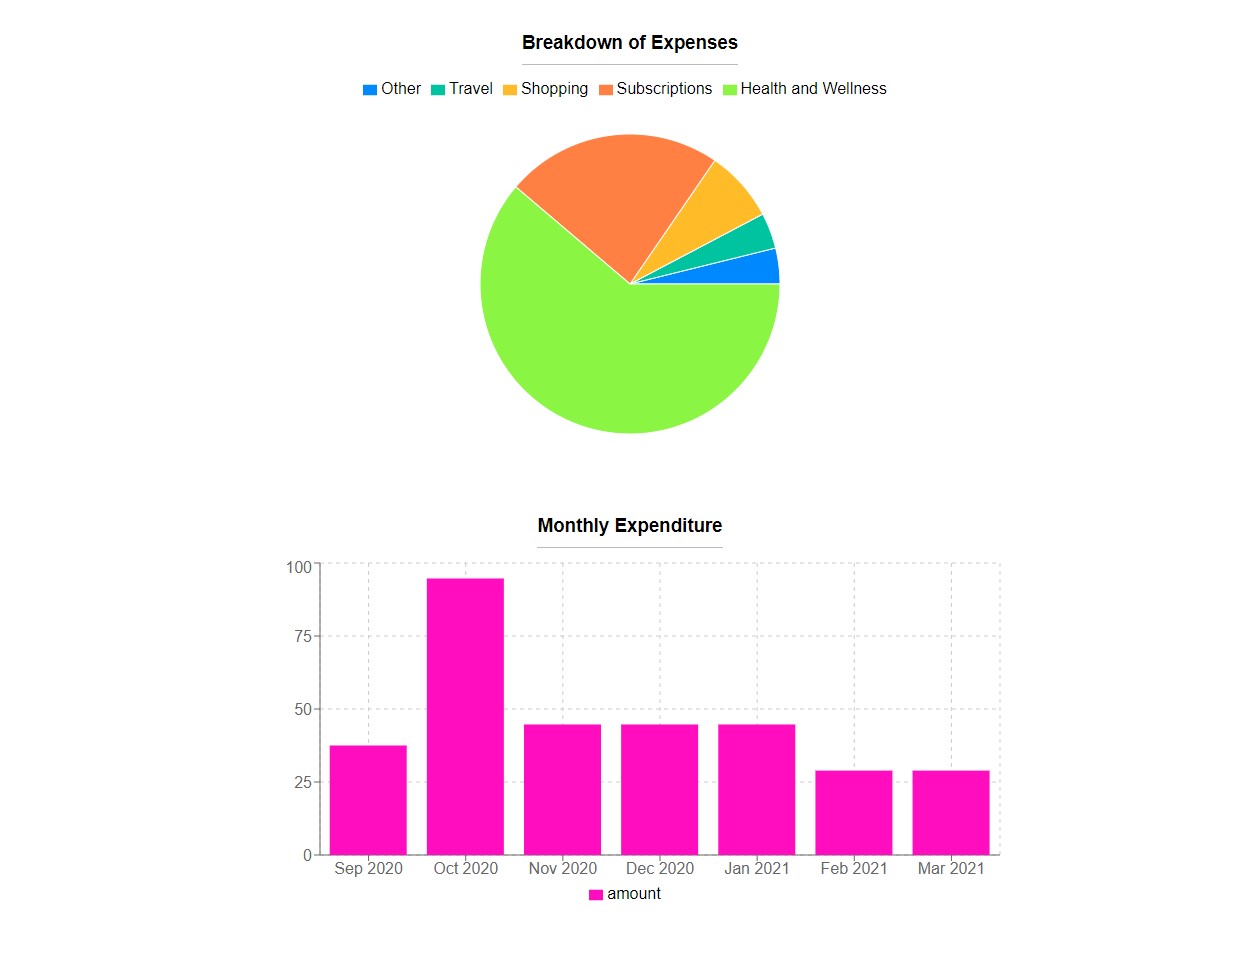 Breakdown of Expenses
Other Travel Shopping Subscriptions Health and Wellness
Monthly Expenditure
100
75
50
25
0
Sep 2020 Oct 2020 Nov 2020 Dec 2020 Jan 2021 Feb 2021 Mar 2021
amount